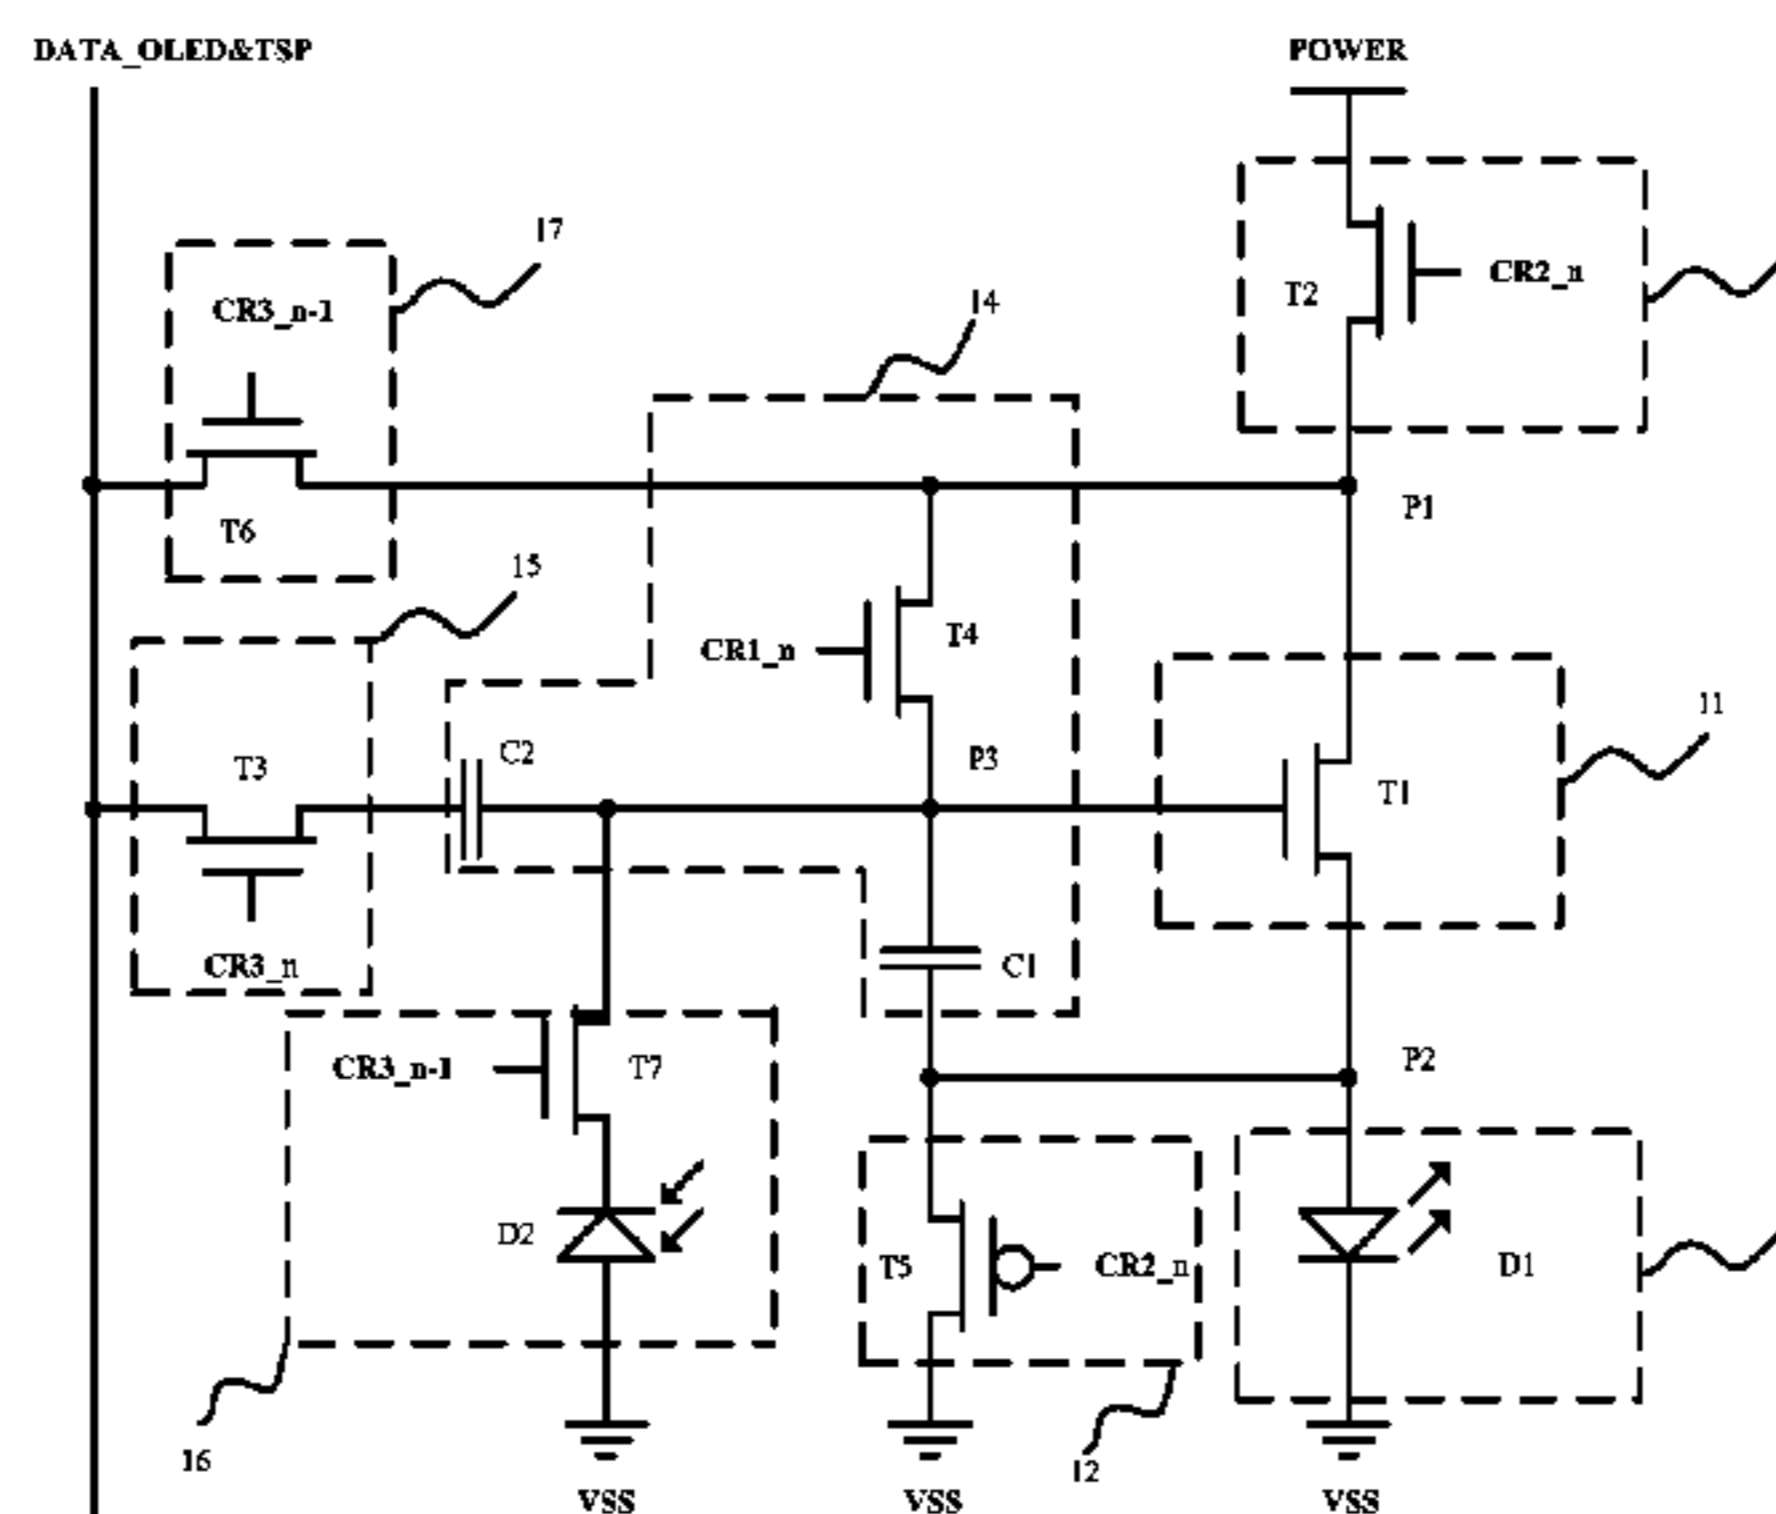 DATA_OLED&TSP
POWER
17
CR3_n-1
14
T2
CR2_n
T6
P1
15
CR1_n
T4
11
T3
C2
P3
T1
CR3_n
C1
CR3_n-1
T7
P2
D2
T5
CR2_n
D1
16
12
VSS
VSS
VSS